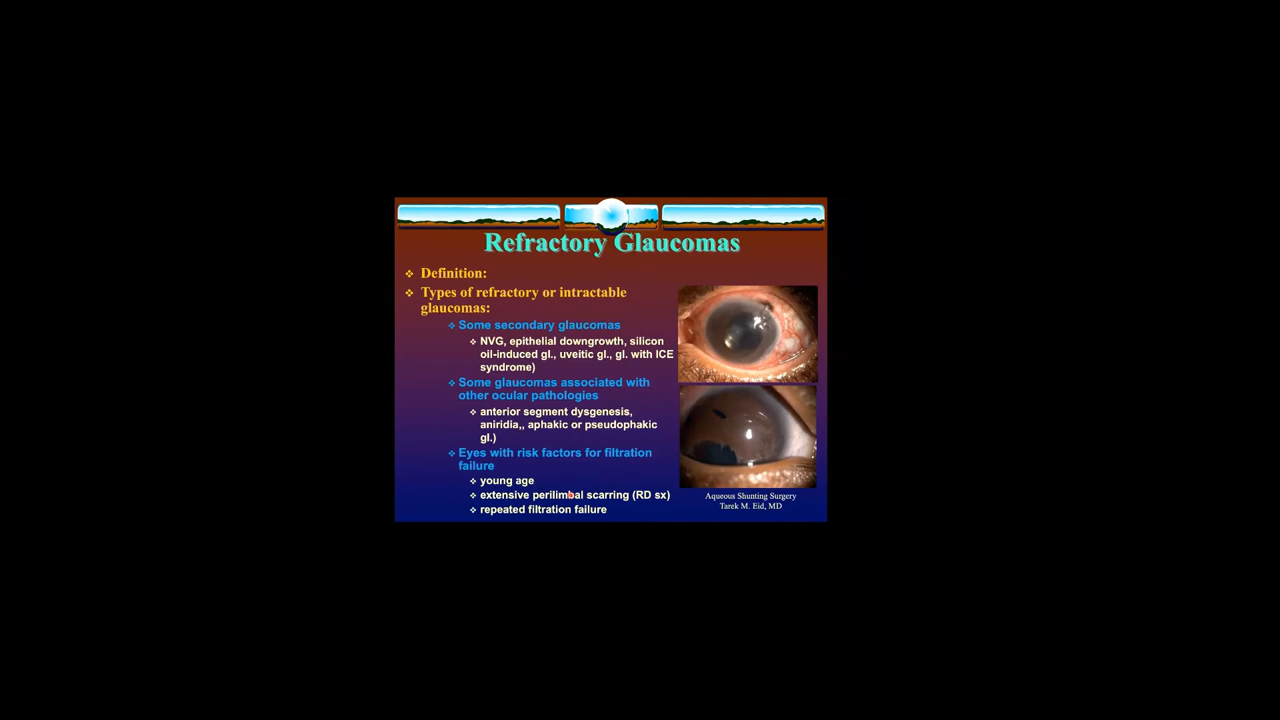 Refractory Glaucomas
Definition:
Types of refractory or intractable
glaucomas:
Some secondary glaucomas
NVG, epithelial downgrowth, silicon
oil-induced gl., uveitic gl., gl. with ICE
syndrome)
Some glaucomas associated with
other ocular pathologies
anterior segment dysgenesis,
aniridia,, aphakic or pseudophakic
gl.)
Eyes with risk factors for filtration
failure
young age
extensive perilimbal scarring (RD sx)
repeated filtration failure
Aqueous Shunting Surgery
Tarek M. Eid, MD